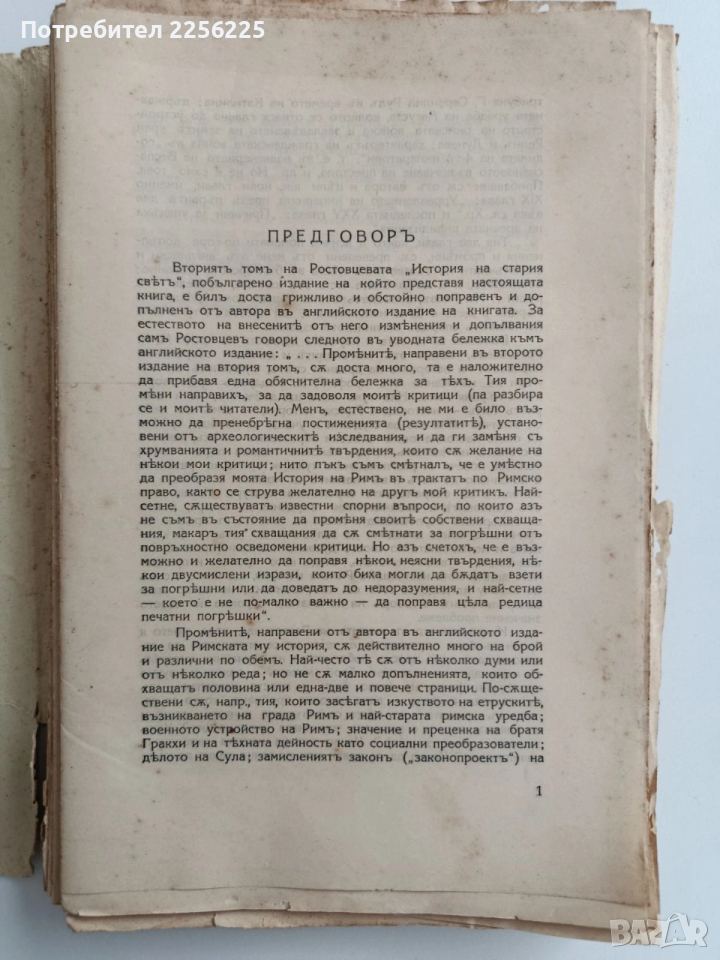 Потребител 2256225
ПРЕДГОВОРЪ
Вториятъ томъ на Ростовцевата „История на стария
свѣтъ“, побългарено издание на който представя настоящата
книга, е билъ доста грижливо и обстойно поправенъ и до-
пълненъ отъ автора въ английското издание на книгата. За
естеството на внесенитѣ отъ него измѣнения и допълвания
самъ Ростовцевъ говори следното въ уводната бележка къмъ
английското издание: „ . . . Промѣнитѣ, направени въ второто
издание на втория томъ, сѫ доста много, та е наложително
да прибавя една обяснителна бележка за тѣхъ. Тия про-
мѣни направихъ, за да задоволя моитѣ критици (па разбира
се и моитѣ читатели). Менъ, естествено, не ми е било въз-
можно да пренебрѣгна постиженията (резултатитѣ), устано-
вени отъ археологическитѣ изследвания, и да ги замѣня съ
хрумванията и романтичнитѣ твърдения, които сѫ желание на
нѣкои мои критици; нито пъкъ съмъ смѣтналъ, че е умѣстно
да преобразя моята История на Римъ въ трактатъ по Римско
право, както се струва желателно на другъ мой критикъ. Най-
сетне, сѫществуватъ известни спорни въпроси, по които азъ
не съмъ въ състояние да промѣня своитѣ собствени схваща-
ния, макаръ тия схващания да сѫ смѣтнати за погрѣшни отъ
повръхностно осведомени критици. Но азъ счетохъ, че е въз-
можно и желателно да поправя нѣкои неясни твърдения, нѣ-
кои двусмислени изрази, които биха могли да бѫдатъ взети
за погрѣшни или да доведатъ до недоразумения, и най-сетне
— което е не по-малко важно — да поправя цѣла редица
печатни погрѣшки“.
Промѣнитѣ, направени отъ автора въ английското изда-
ние на Римската му история, сѫ действително много на брой
и различни по обемъ. Най-често тѣ сѫ отъ нѣколко думи или
отъ нѣколко реда; но не сѫ малко допълненията, които об-
хващатъ половина или една-две и повече страници. По-сѫще-
ствени сѫ, напр., тия, които засѣгатъ изкуството на етрускитѣ,
възникването на града Римъ и най-старата римска уредба;
военното устройство на Римъ; значение и преценка на братя
Гракхи и на тѣхната дейность като социални преобразователи;
дѣлото на Сула; замислениятъ законъ („законопроектъ“) на
1
BAZAR